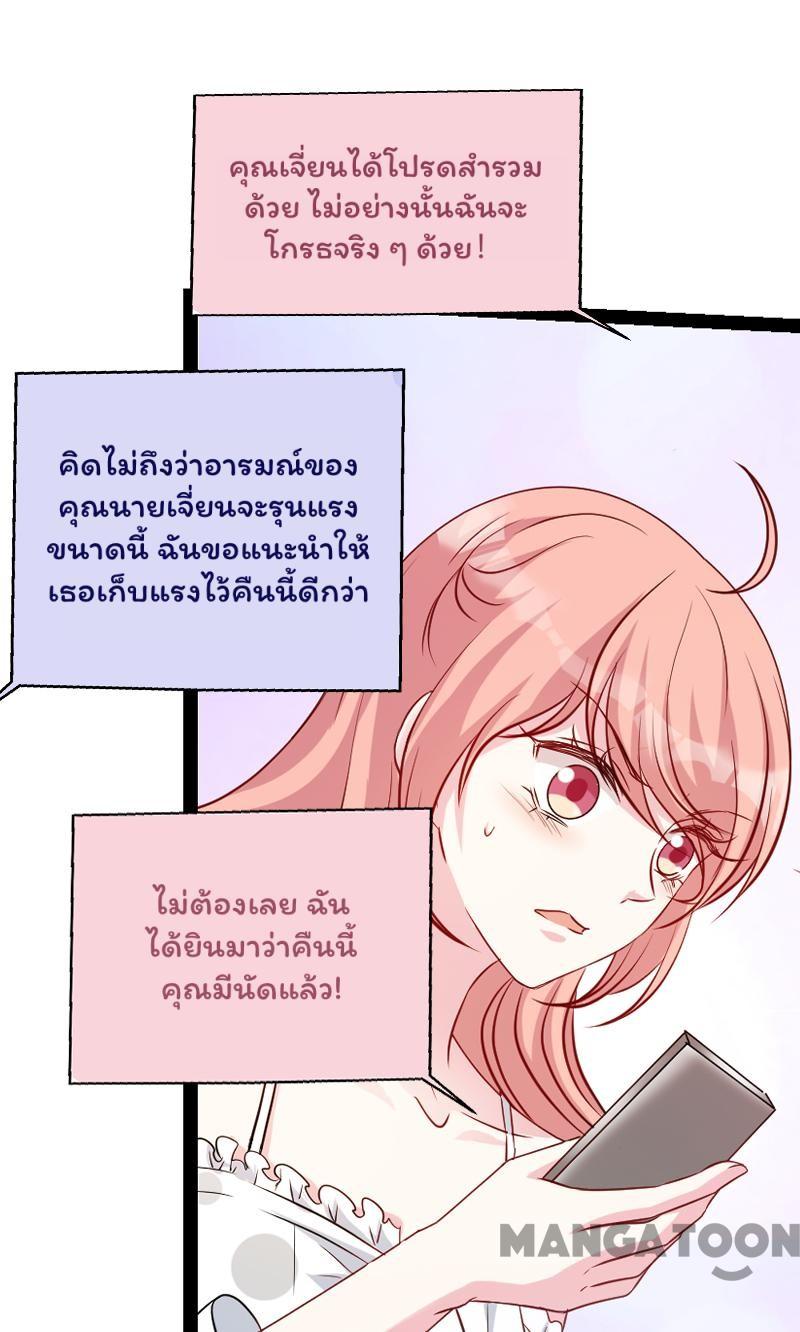 คุณเจี่ยนได้โปรดสำรวม
ด้วย ไม่อย่างนั้นฉันจะ
โกรธจริง ๆ ด้วย!
คิดไม่ถึงว่าอารมณ์ของ
คุณนายเจี่ยนจะรุนแรง
ขนาดนี้ ฉันขอแนะนำให้
เธอเก็บแรงไว้คืนนี้ดีกว่า
ไม่ต้องเลย ฉัน
ได้ยินมาว่าคืนนี้
คุณมีนัดแล้ว!
MANGATOON